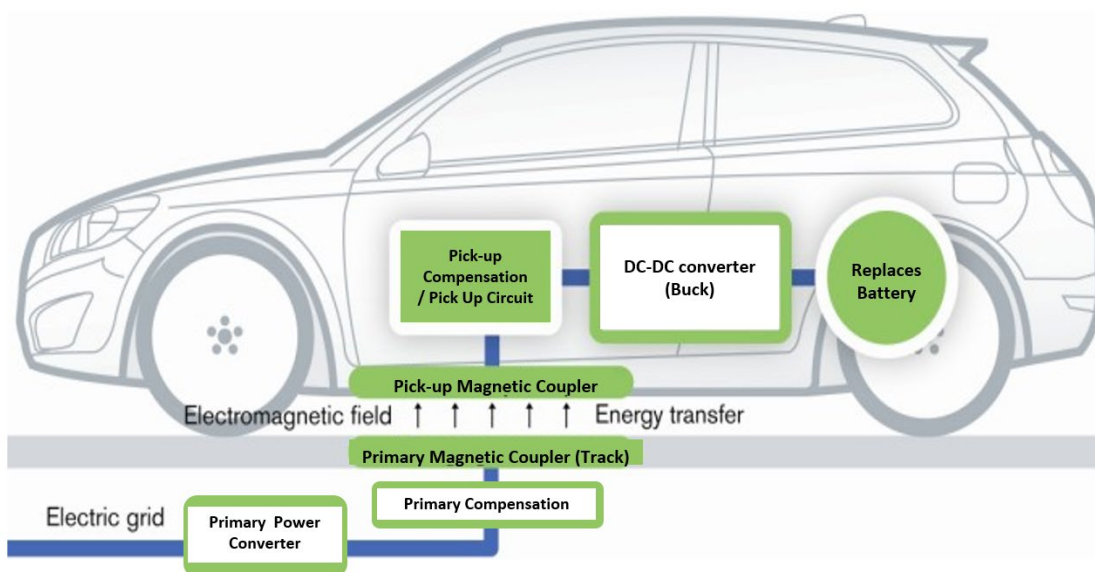 Pick-up
Compensation
/ Pick Up Circuit
DC-DC converter
(Buck)
Replaces
Battery
Pick-up Magnetic Coupler
Electromagnetic field
Energy transfer
Primary Magnetic Coupler (Track)
Primary Compensation
Electric grid
Primary Power
Converter